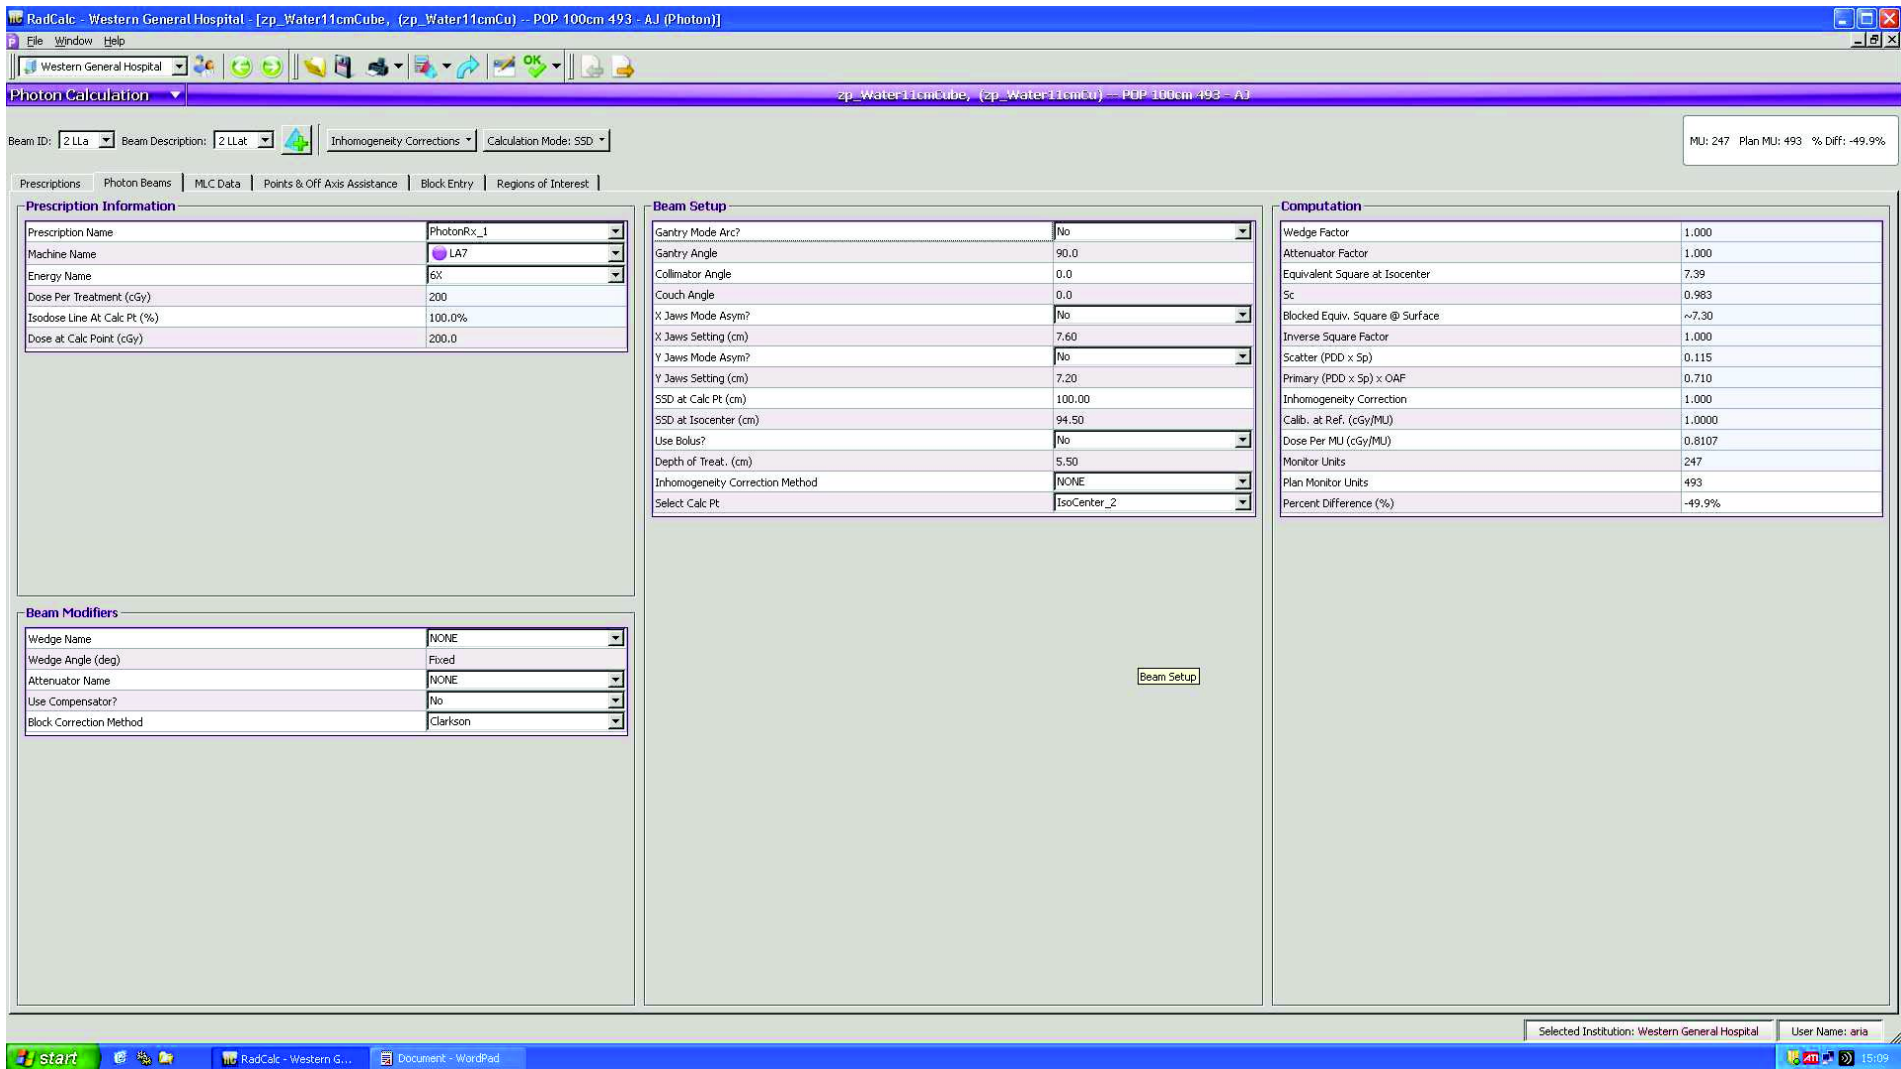 RadCalc - Western General Hospital - [zp_Water11cmCube, (zp_Water11cmCu) -- POP 100cm 493 - AJ (Photon)]
File Window Help
Western General Hospital
Photon Calculation zp_Water11cmCube, (zp_Water11cmCu) -- POP 100cm 493 - AJ
Beam ID: 2 LLa Beam Description: 2 LLat Inhomogeneity Corrections Calculation Mode: SSD MU: 247 Plan MU: 493 % Diff: -49.9%
Prescriptions Photon Beams MLC Data Points & Off Axis Assistance Block Entry Regions of Interest
Prescription Information
Prescription Name PhotonRx_1
Machine Name LA7
Energy Name 6X
Dose Per Treatment (cGy) 200
Isodose Line At Calc Pt (%) 100.0%
Dose at Calc Point (cGy) 200.0
Beam Modifiers
Wedge Name NONE
Wedge Angle (deg) Fixed
Attenuator Name NONE
Use Compensator? No
Block Correction Method Clarkson
Beam Setup
Gantry Mode Arc? No
Gantry Angle 90.0
Collimator Angle 0.0
Couch Angle 0.0
X Jaws Mode Asym? No
X Jaws Setting (cm) 7.60
Y Jaws Mode Asym? No
Y Jaws Setting (cm) 7.20
SSD at Calc Pt (cm) 100.00
SSD at Isocenter (cm) 94.50
Use Bolus? No
Depth of Treat. (cm) 5.50
Inhomogeneity Correction Method NONE
Select Calc Pt IsoCenter_2
Beam Setup
Computation
Wedge Factor 1.000
Attenuator Factor 1.000
Equivalent Square at Isocenter 7.39
Sc 0.983
Blocked Equiv. Square @ Surface ~7.30
Inverse Square Factor 1.000
Scatter (PDD x Sp) 0.115
Primary (PDD x Sp) x OAF 0.710
Inhomogeneity Correction 1.000
Calib. at Ref. (cGy/MU) 1.0000
Dose Per MU (cGy/MU) 0.8107
Monitor Units 247
Plan Monitor Units 493
Percent Difference (%) -49.9%
Selected Institution: Western General Hospital User Name: aria
start RadCalc - Western G... Document - WordPad ATI 15:09